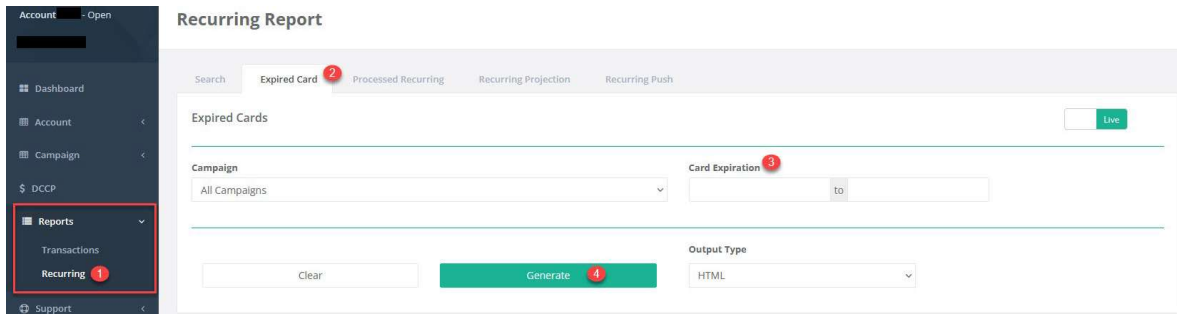 Account - Open
Dashboard
Account
Campaign
$ DCCP
Reports
Transactions
Recurring 1
Support
Recurring Report
Search Expired Card 2 Processed Recurring Recurring Projection Recurring Push
Expired Cards Live
Campaign Card Expiration 3
All Campaigns to
Output Type
Clear Generate 4 HTML